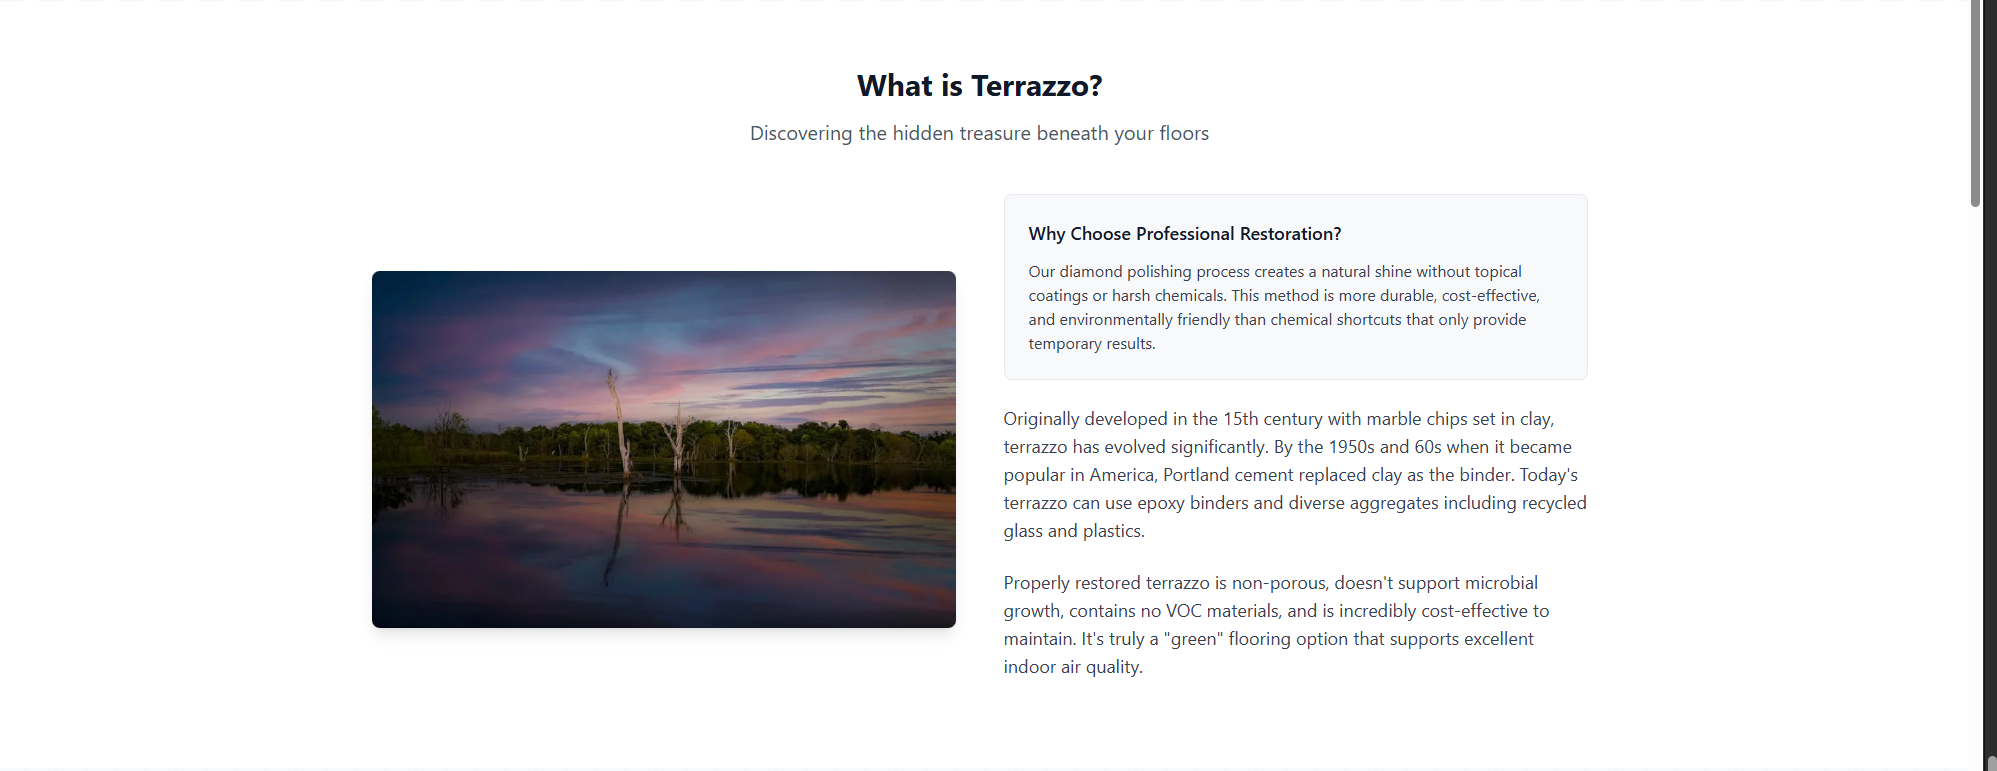 What is Terrazzo?
Discovering the hidden treasure beneath your floors
Why Choose Professional Restoration?
Our diamond polishing process creates a natural shine without topical
coatings or harsh chemicals. This method is more durable, cost-effective,
and environmentally friendly than chemical shortcuts that only provide
temporary results.
Originally developed in the 15th century with marble chips set in clay,
terrazzo has evolved significantly. By the 1950s and 60s when it became
popular in America, Portland cement replaced clay as the binder. Today's
terrazzo can use epoxy binders and diverse aggregates including recycled
glass and plastics.
Properly restored terrazzo is non-porous, doesn't support microbial
growth, contains no VOC materials, and is incredibly cost-effective to
maintain. It's truly a "green" flooring option that supports excellent
indoor air quality.